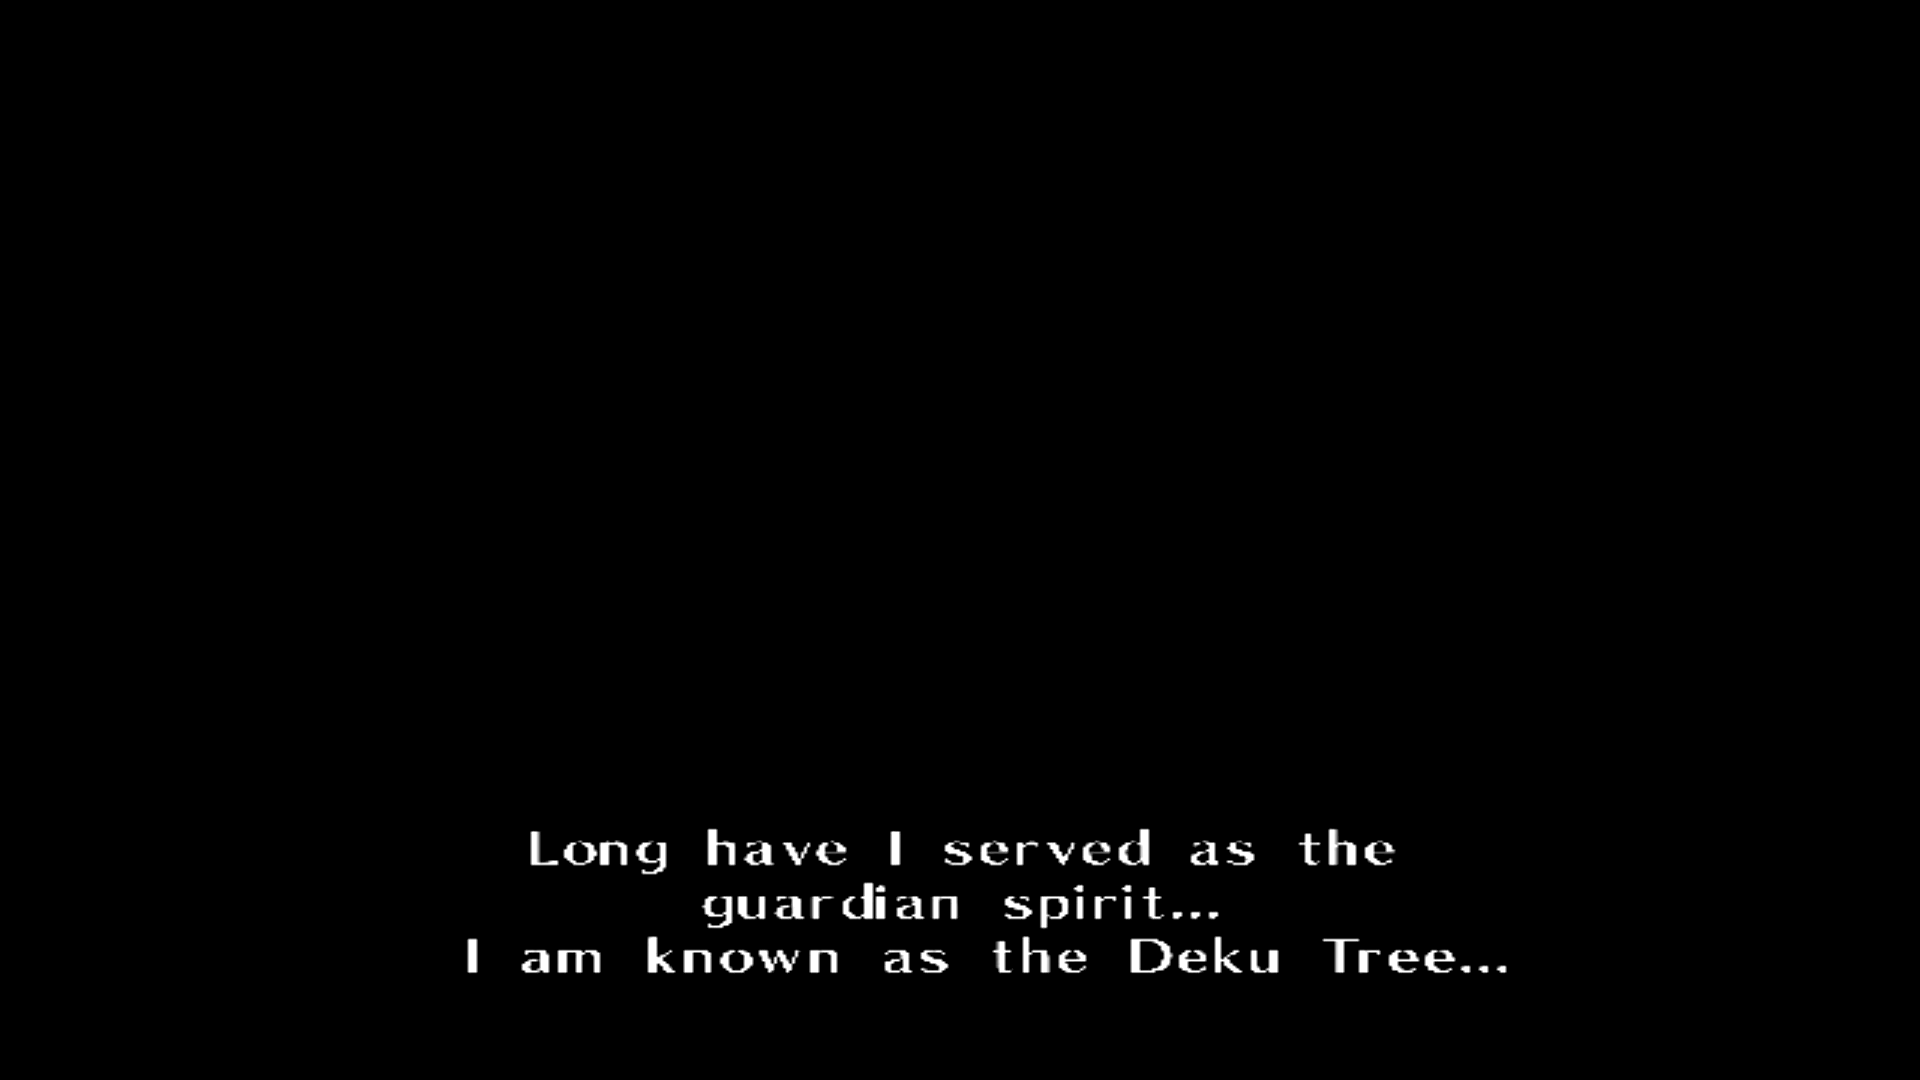 Long have I served as the
guardian spirit...
I am known as the Deku Tree...